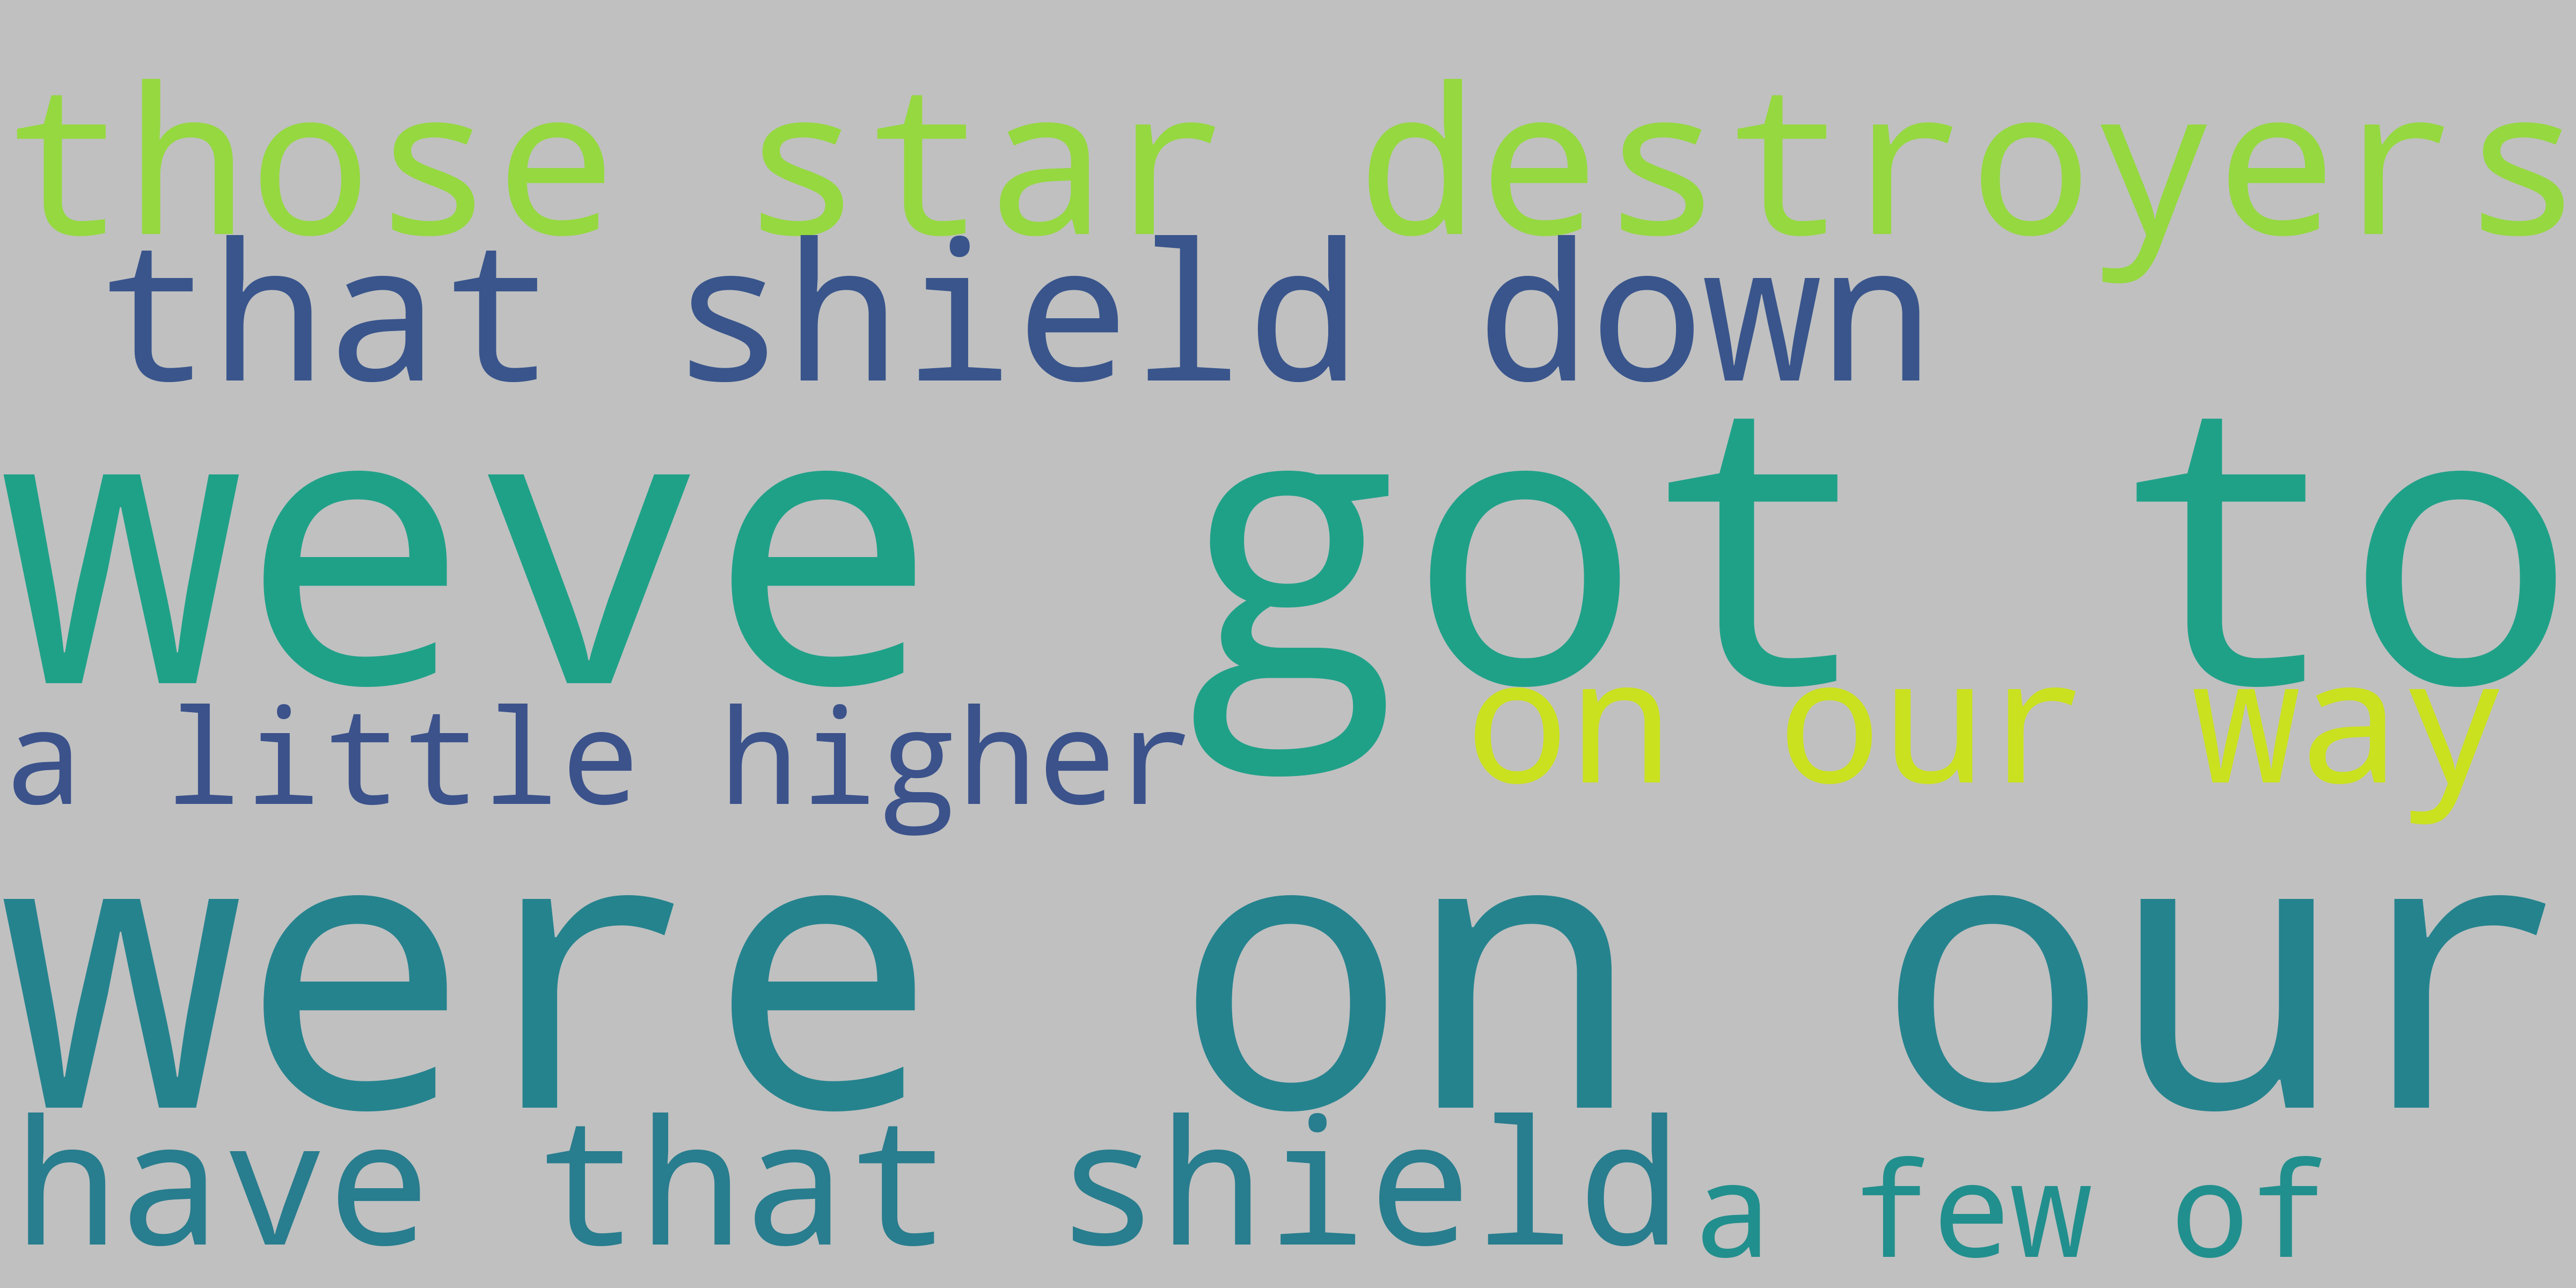 those star destroyers
that shield down
weve got to
a little higher
on our way
were on our
have that shield
a few of